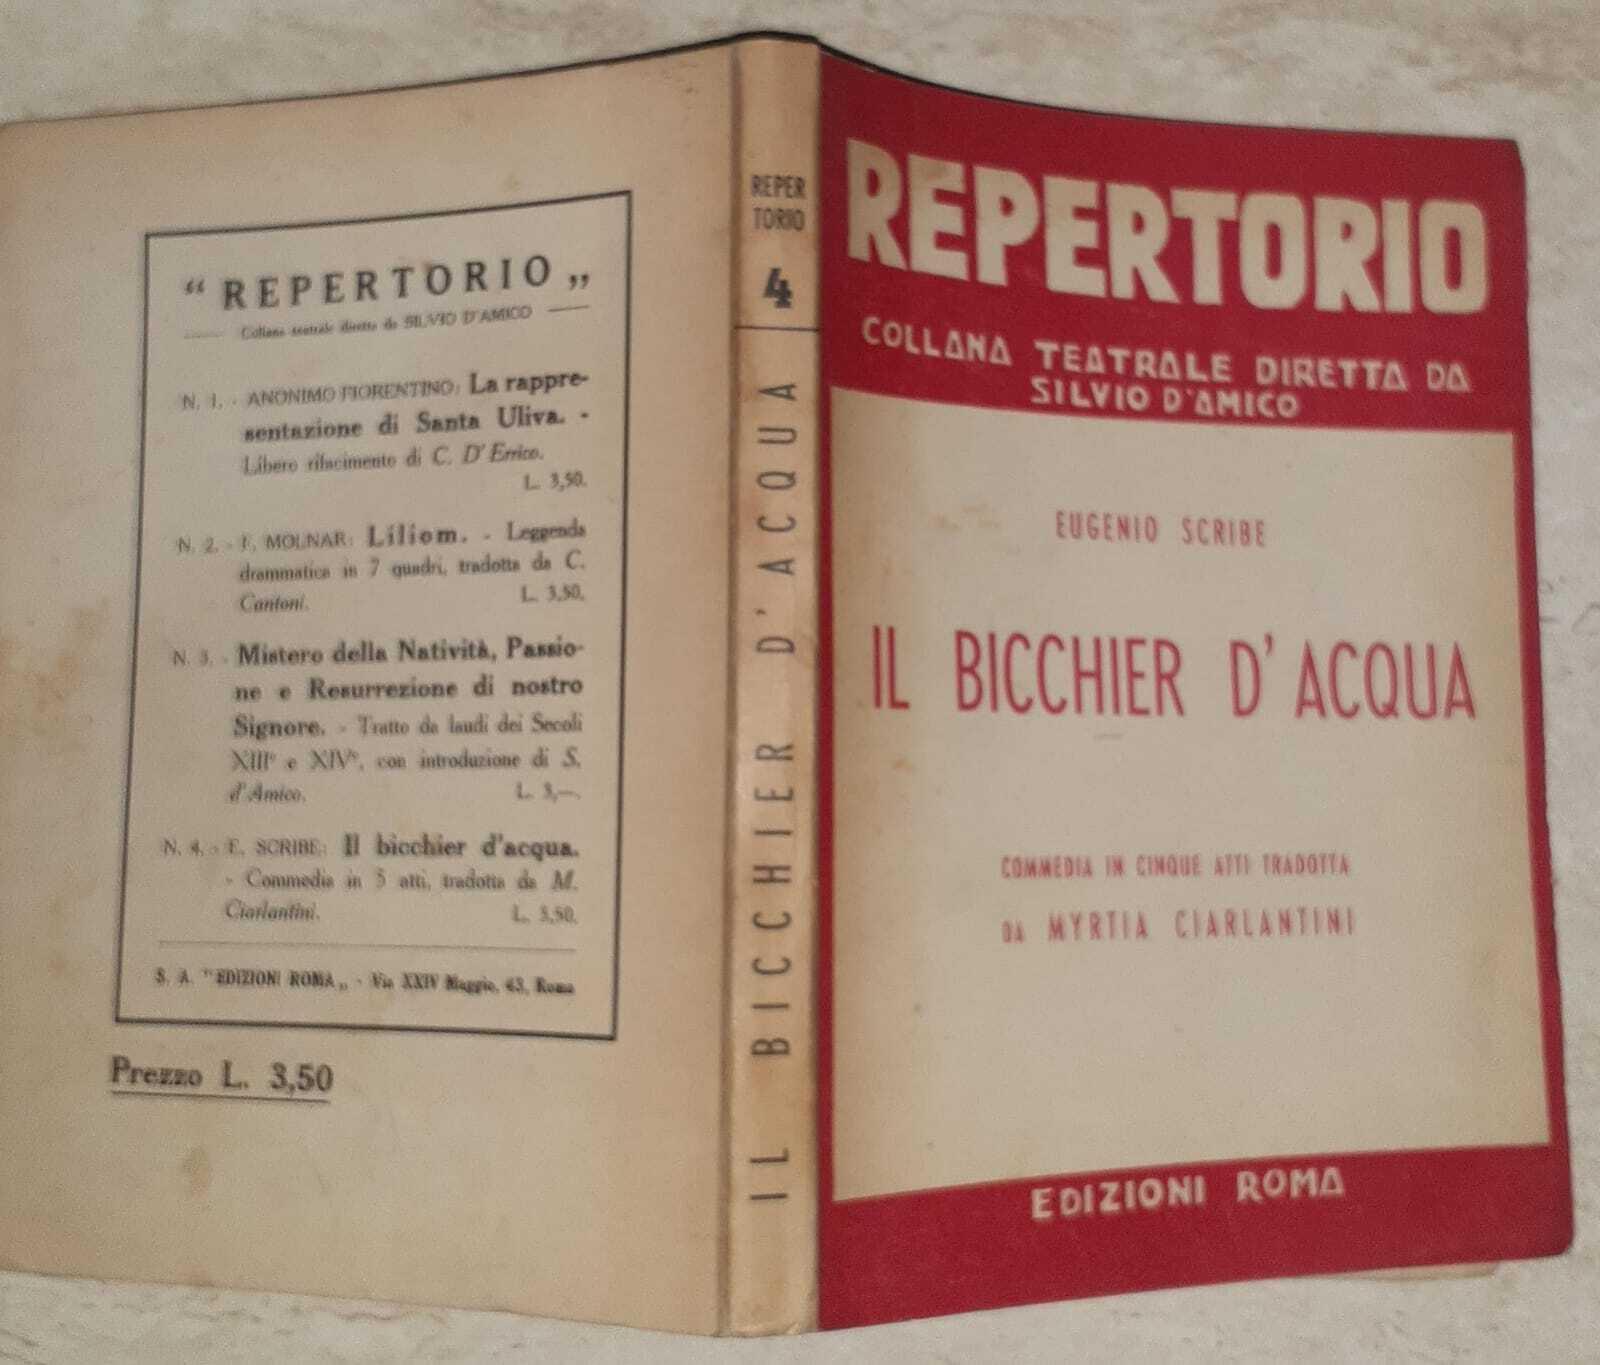 “ REPERTORIO „
Collana teatrale diretta da SILVIO D'AMICO
N. 1. - ANONIMO FIORENTINO: La rappre-
sentazione di Santa Uliva. -
Libero rifacimento di C. D'Errico.
L. 3,50.
N. 2. - F. MOLNAR: Liliom. - Leggenda
drammatica in 7 quadri, tradotta da C.
Cantoni. L. 3,50.
N. 3. - Mistero della Natività, Passio-
ne e Resurrezione di nostro
Signore. - Tratto da laudi dei Secoli
XIII° e XIV°, con introduzione di S.
d'Amico. L. 3,—.
N. 4. - E. SCRIBE: Il bicchier d'acqua.
- Commedia in 5 atti, tradotta da M.
Ciarlantini. L. 3,50.
S. A. "EDIZIONI ROMA„ - Via XXIV Maggio, 43, Roma
Prezzo L. 3,50
REPER
TORIO
4
IL BICCHIER D'ACQUA
REPERTORIO
COLLANA TEATRALE DIRETTA DA
SILVIO D'AMICO
EUGENIO SCRIBE
IL BICCHIER D'ACQUA
COMMEDIA IN CINQUE ATTI TRADOTTA
DA MYRTIA CIARLANTINI
EDIZIONI ROMA